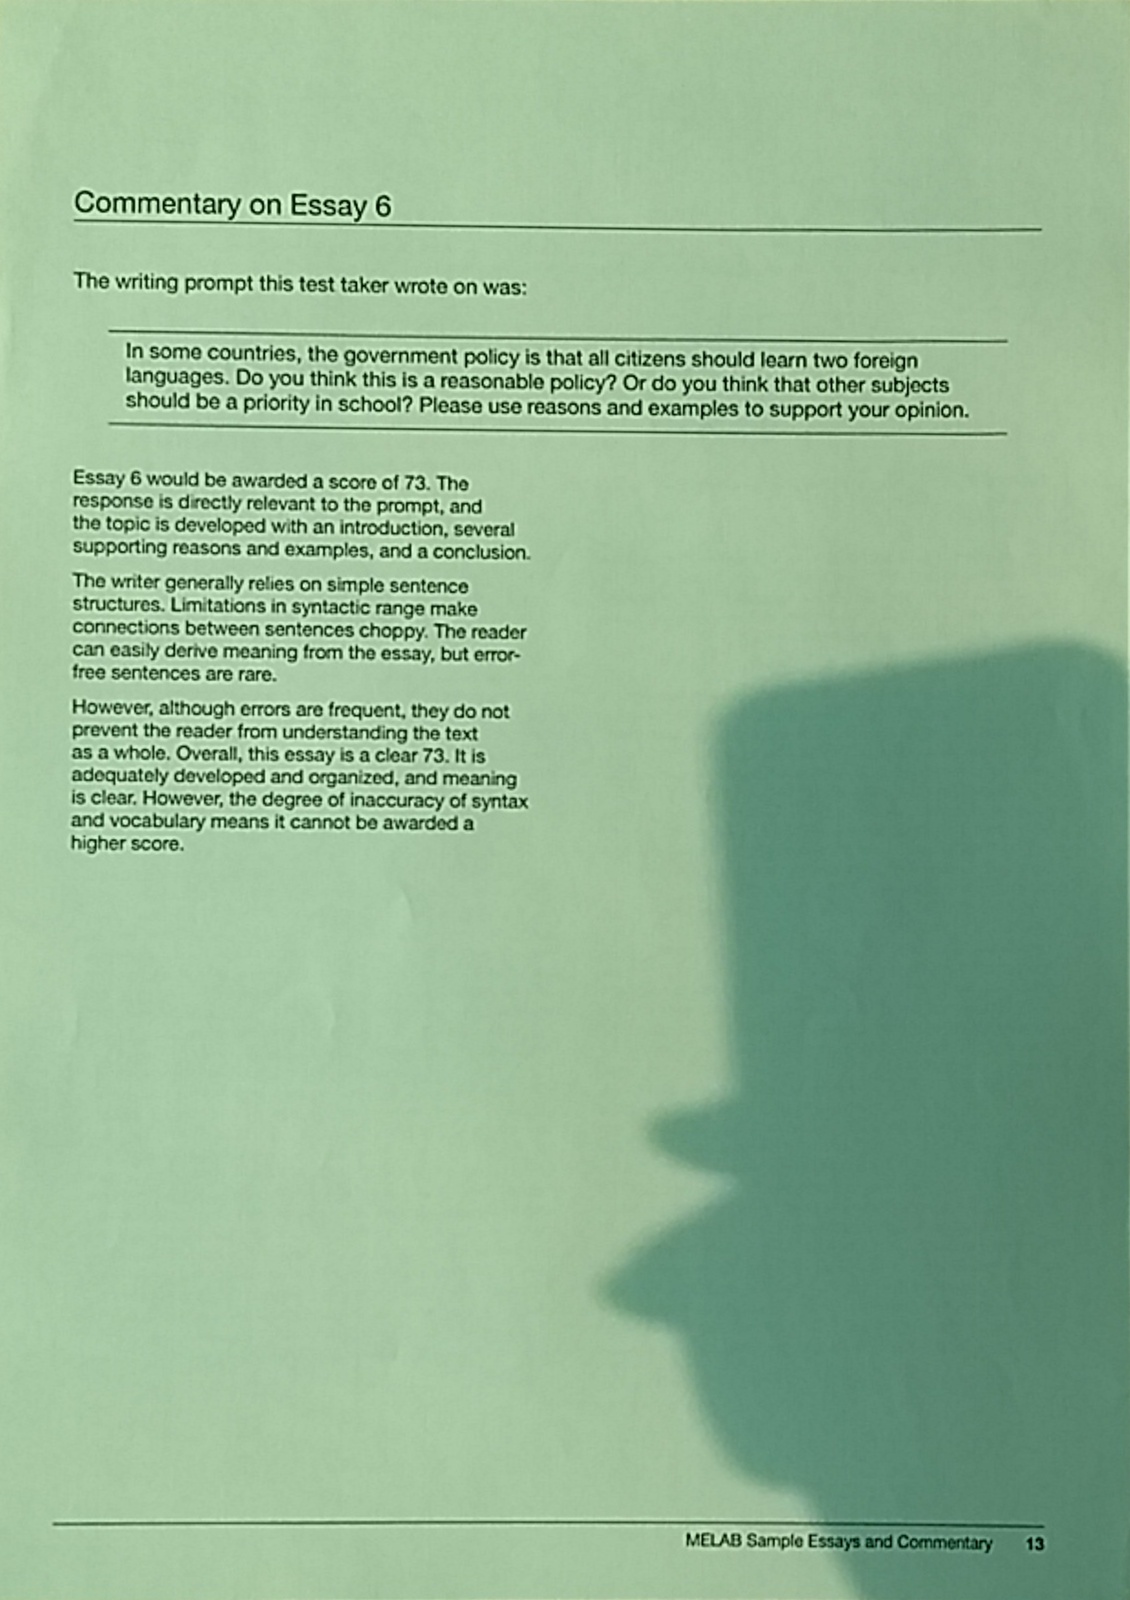 Commentary on Essay 6
The writing prompt this test taker wrote on was:
In some countries, the government policy is that all citizens should learn two foreign
languages. Do you think this is a reasonable policy? Or do you think that other subjects
should be a priority in school? Please use reasons and examples to support your opinion.
Essay 6 would be awarded a score of 73. The
response is directly relevant to the prompt, and
the topic is developed with an introduction, several
supporting reasons and examples, and a conclusion.
The writer generally relies on simple sentence
structures. Limitations in syntactic range make
connections between sentences choppy. The reader
can easily derive meaning from the essay, but error-
free sentences are rare.
However, although errors are frequent, they do not
prevent the reader from understanding the text
as a whole. Overall, this essay is a clear 73. It is
adequately developed and organized, and meaning
is clear. However, the degree of inaccuracy of syntax
and vocabulary means it cannot be awarded a
higher score.
MELAB Sample Essays and Commentary 13